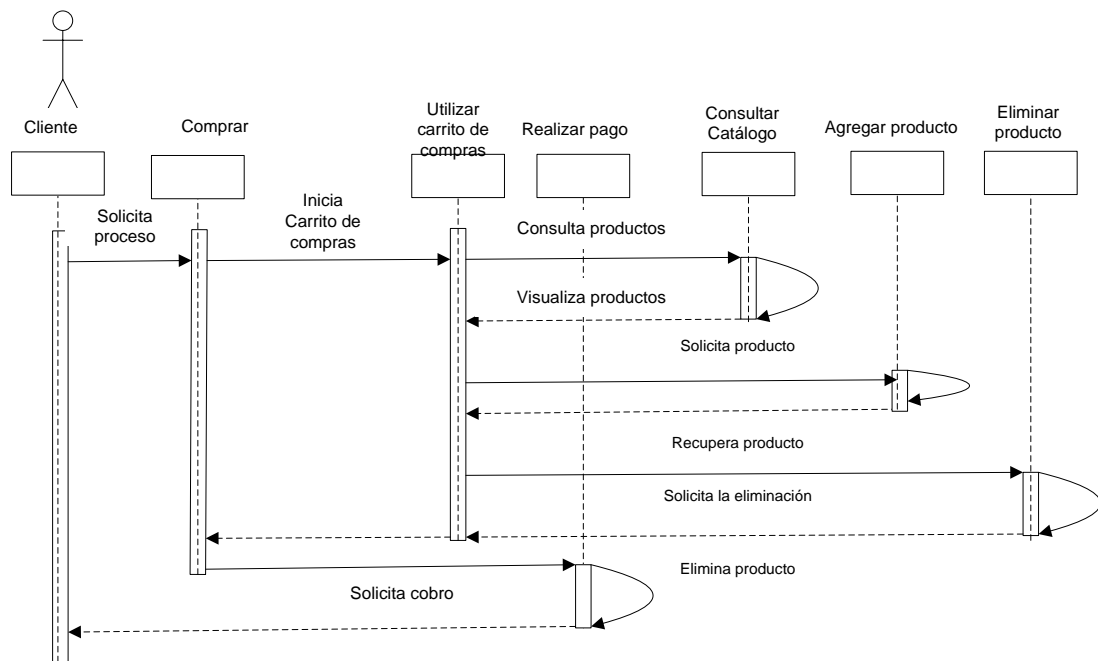 Cliente
Comprar
Utilizar
carrito de
compras
Realizar pago
Consultar
Catálogo
Agregar producto
Eliminar
producto
Solicita
proceso
Inicia
Carrito de
compras
Consulta productos
Visualiza productos
Solicita producto
Recupera producto
Solicita la eliminación
Elimina producto
Solicita cobro